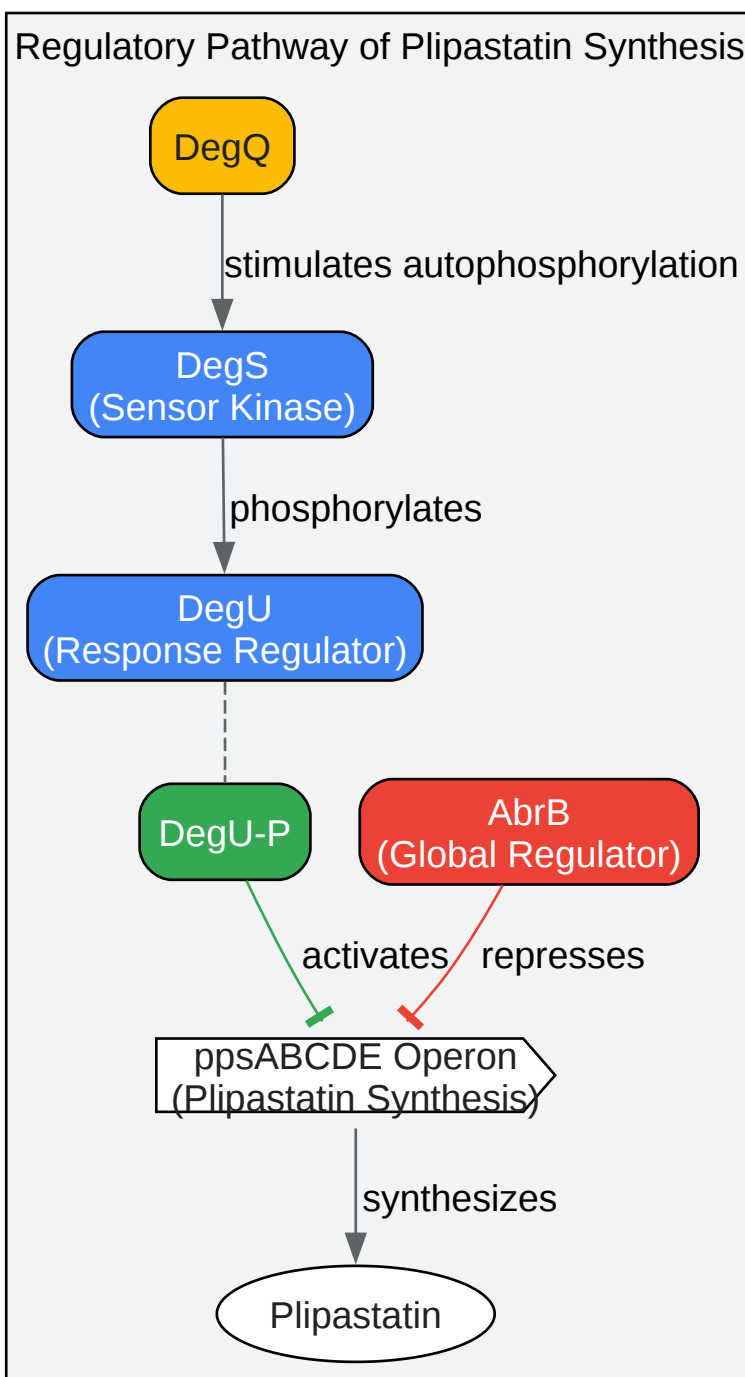 Regulatory Pathway of Plipastatin Synthesis
DegQ
stimulates autophosphorylation
DegS
(Sensor Kinase)
phosphorylates
DegU
(Response Regulator)
DegU-P
AbrB
(Global Regulator)
activates
represses
ppsABCDE Operon
(Plipastatin Synthesis)
synthesizes
Plipastatin